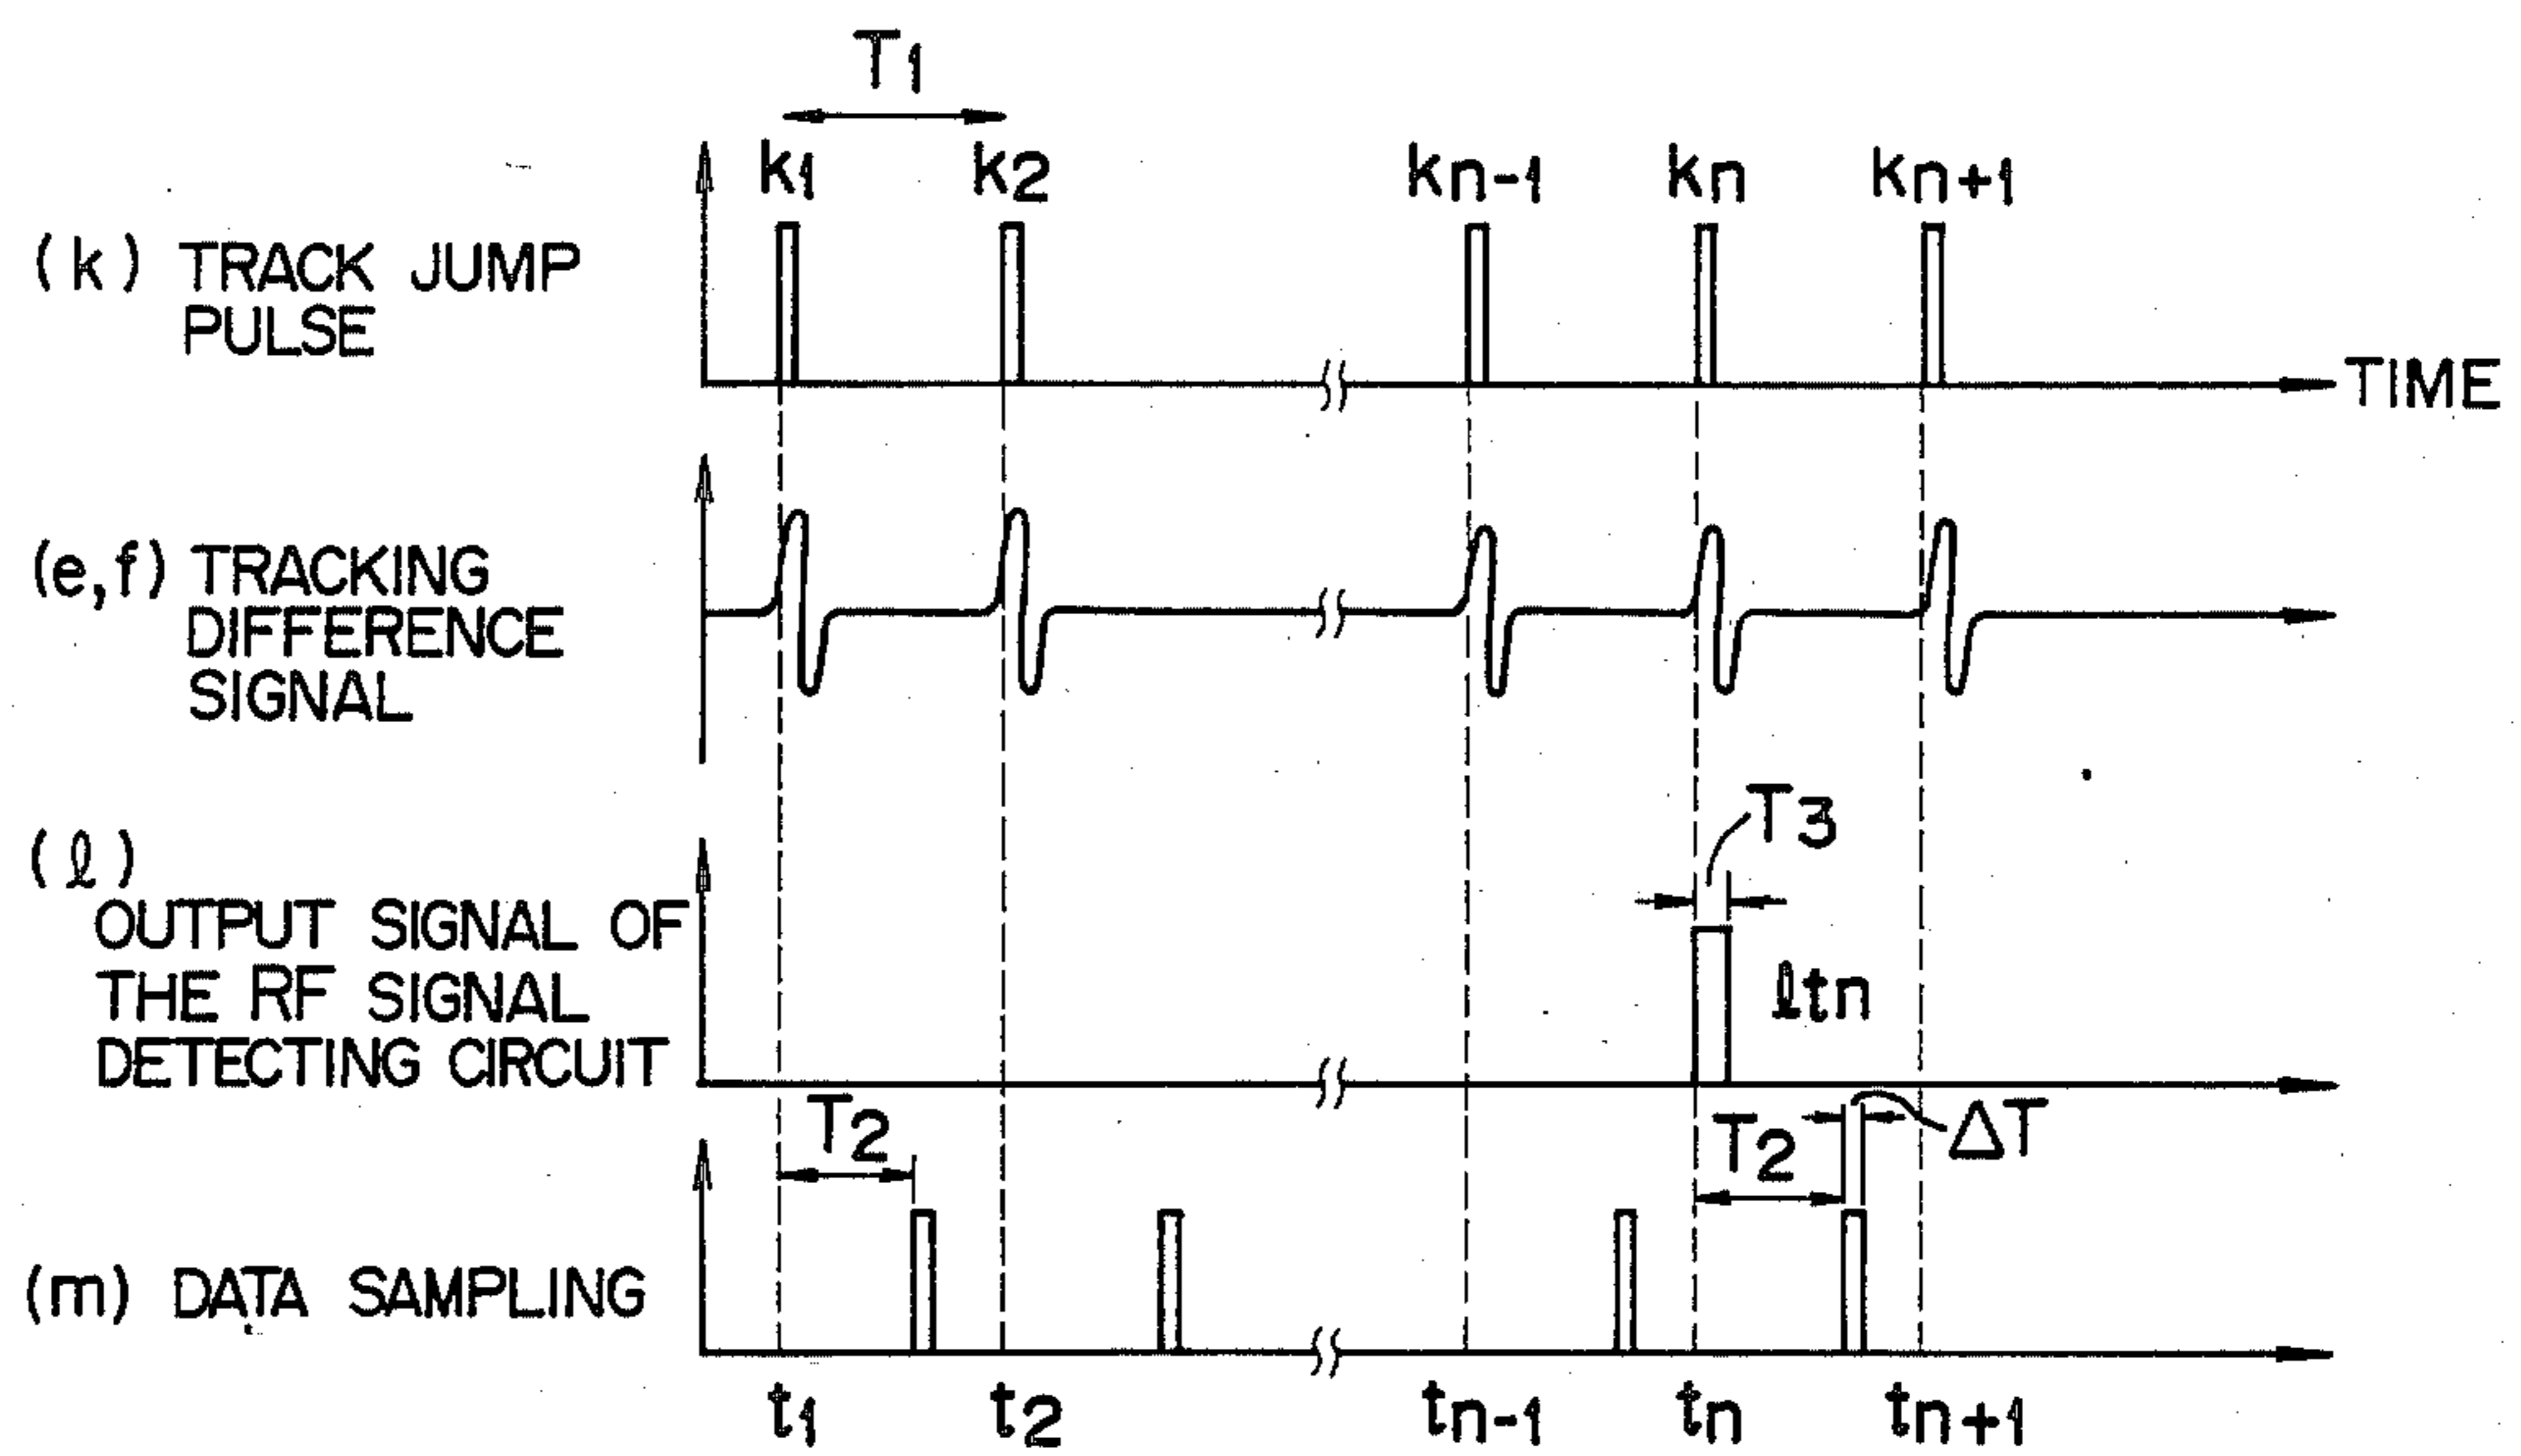 T1
k1 k2 kn-1 kn kn+1
(k) TRACK JUMP
PULSE
TIME
(e,f) TRACKING
DIFFERENCE
SIGNAL
T3
(ℓ)
OUTPUT SIGNAL OF
THE RF SIGNAL
DETECTING CIRCUIT
ℓtn
T2 T2 ΔT
(m) DATA SAMPLING
t1 t2 tn-1 tn tn+1